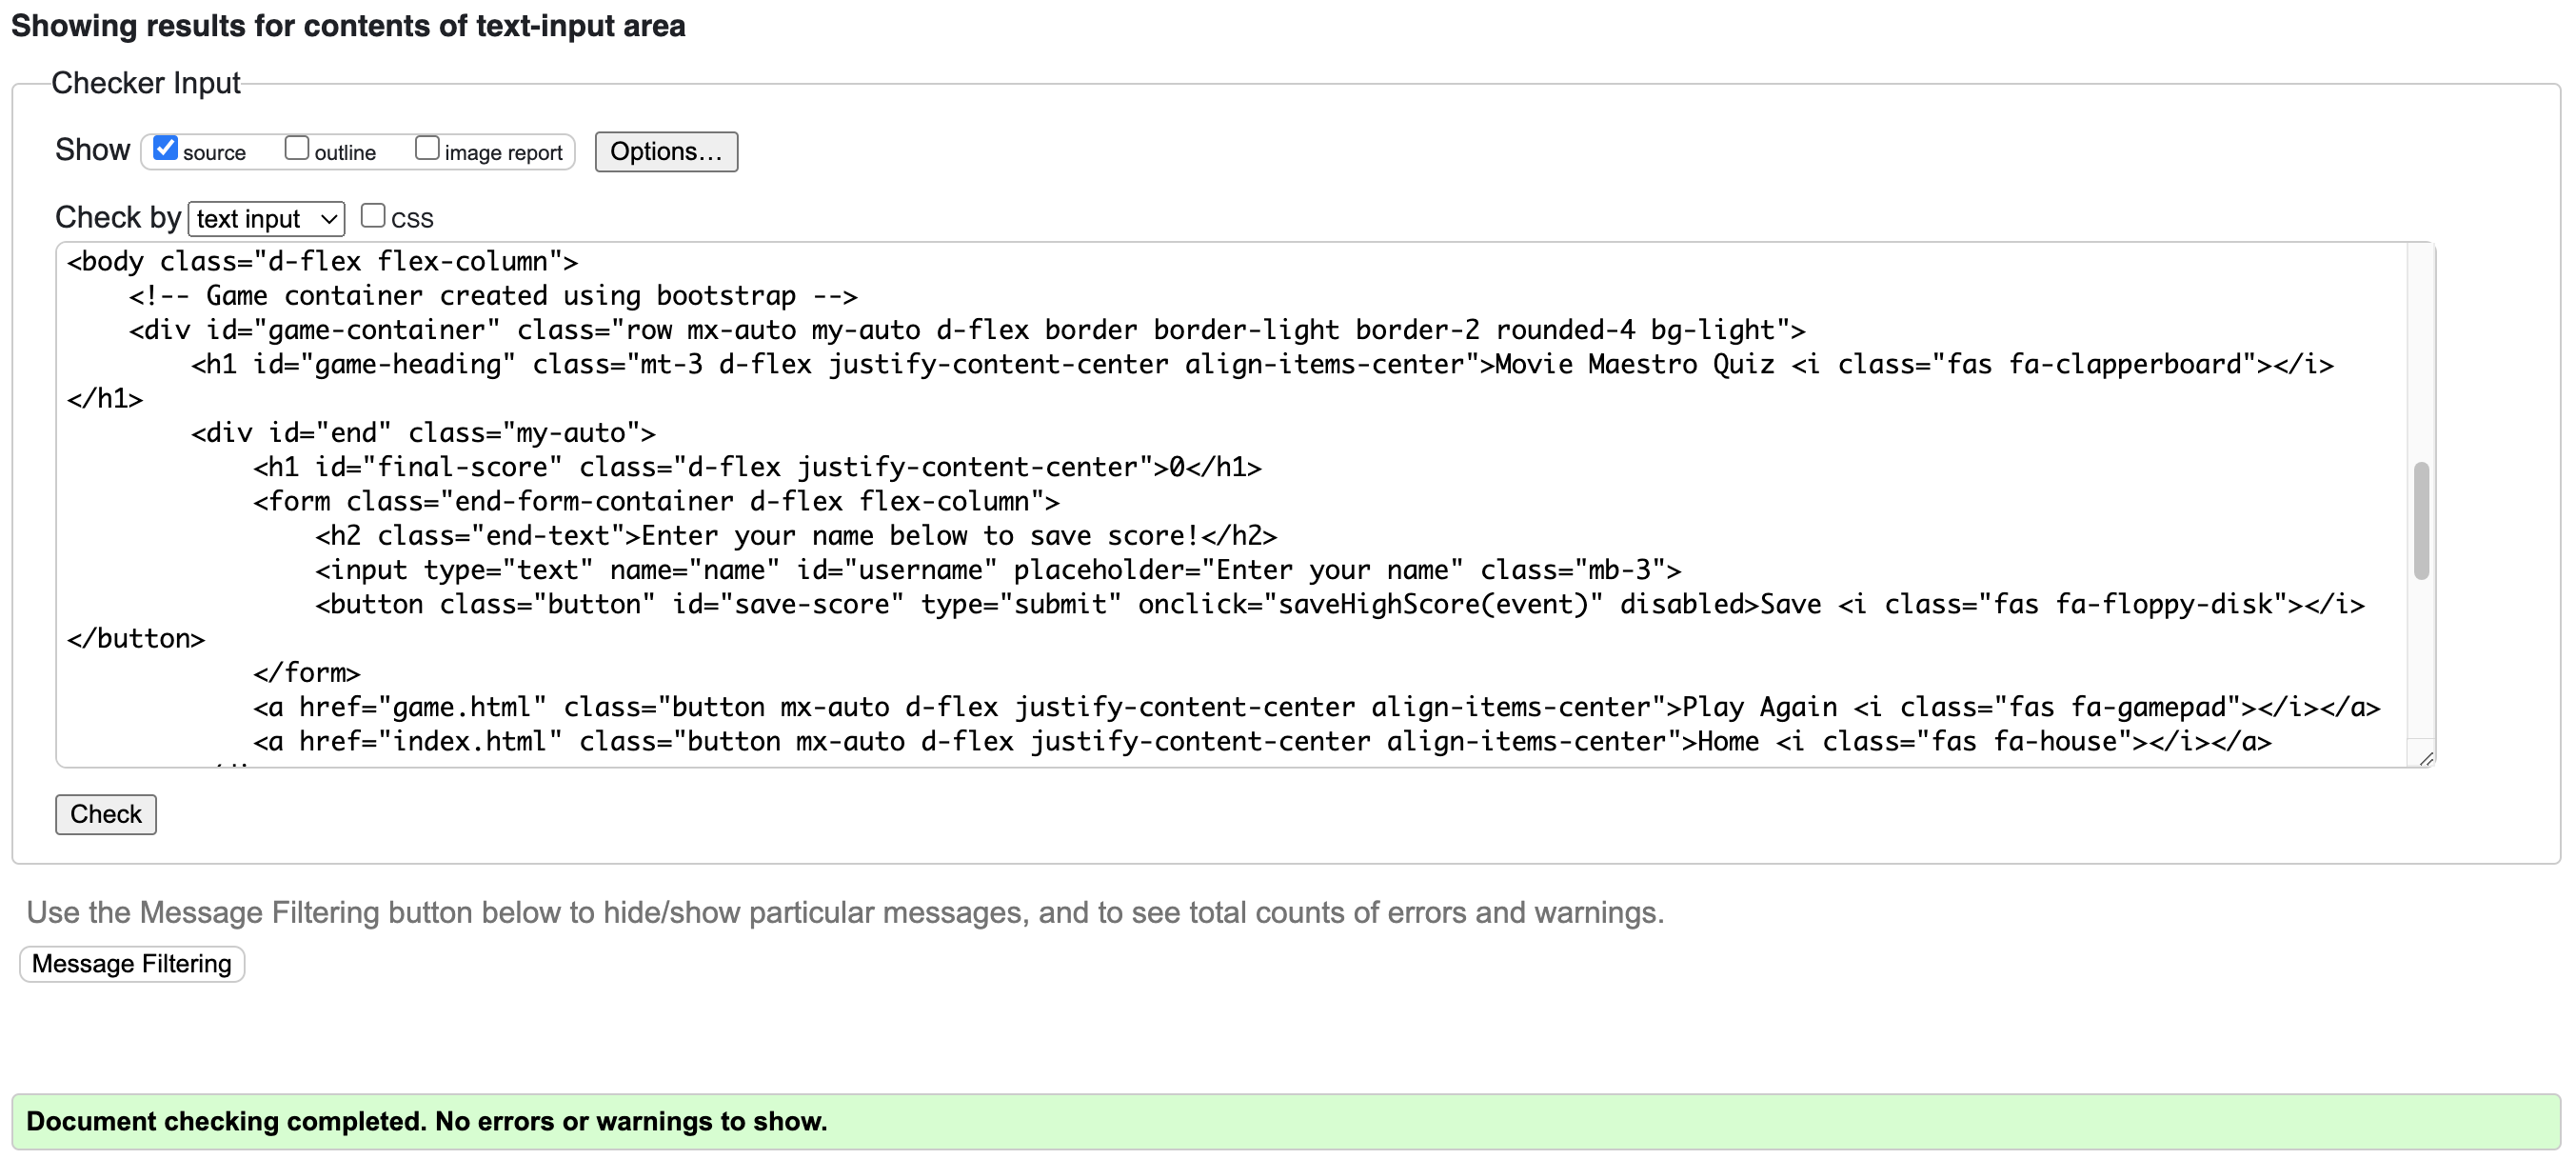 Showing results for contents of text-input area
Checker Input
Show source outline image report Options...
Check by text input css
<body class="d-flex flex-column">
    <!-- Game container created using bootstrap -->
    <div id="game-container" class="row mx-auto my-auto d-flex border border-light border-2 rounded-4 bg-light">
        <h1 id="game-heading" class="mt-3 d-flex justify-content-center align-items-center">Movie Maestro Quiz <i class="fas fa-clapperboard"></i>
</h1>
        <div id="end" class="my-auto">
            <h1 id="final-score" class="d-flex justify-content-center">0</h1>
            <form class="end-form-container d-flex flex-column">
                <h2 class="end-text">Enter your name below to save score!</h2>
                <input type="text" name="name" id="username" placeholder="Enter your name" class="mb-3">
                <button class="button" id="save-score" type="submit" onclick="saveHighScore(event)" disabled>Save <i class="fas fa-floppy-disk"></i>
</button>
            </form>
            <a href="game.html" class="button mx-auto d-flex justify-content-center align-items-center">Play Again <i class="fas fa-gamepad"></i></a>
            <a href="index.html" class="button mx-auto d-flex justify-content-center align-items-center">Home <i class="fas fa-house"></i></a>
Check
Use the Message Filtering button below to hide/show particular messages, and to see total counts of errors and warnings.
Message Filtering
Document checking completed. No errors or warnings to show.